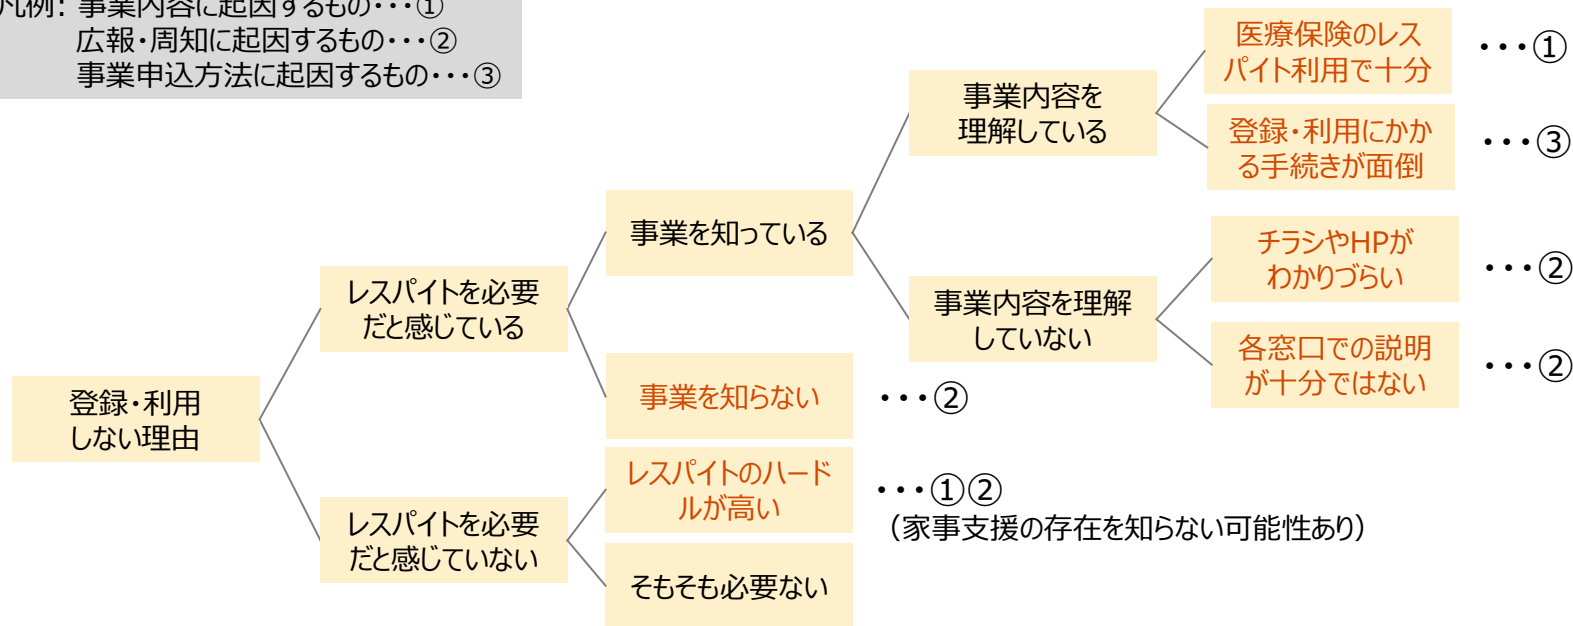 凡例：事業内容に起因するもの・・・①
広報・周知に起因するもの・・・②
事業申込方法に起因するもの・・・③
登録・利用
しない理由
レスパイトを必要
だと感じている
レスパイトを必要
だと感じていない
事業を知っている
事業を知らない
・・・②
レスパイトのハード
ルが高い
・・・①②
（家事支援の存在を知らない可能性あり）
そもそも必要ない
事業内容を
理解している
事業内容を理解
していない
医療保険のレス
パイト利用で十分
・・・①
登録・利用にかか
る手続きが面倒
・・・③
チラシやHPが
わかりづらい
・・・②
各窓口での説明
が十分ではない
・・・②